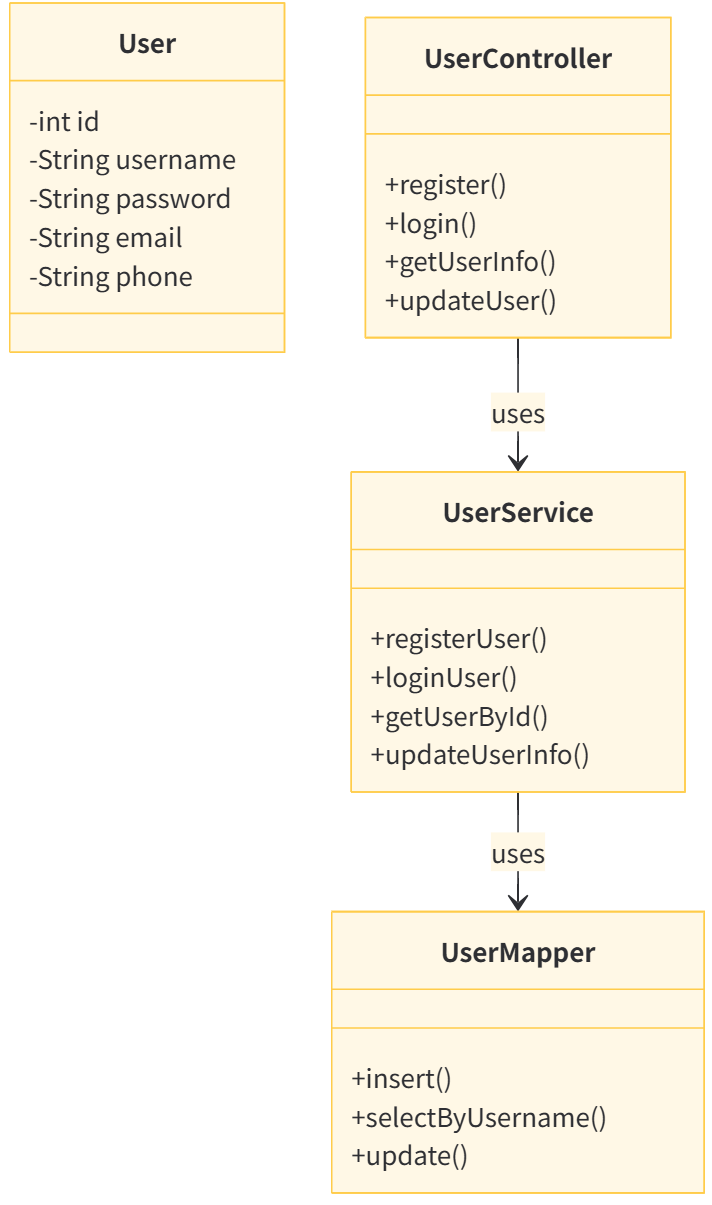 User
-int id
-String username
-String password
-String email
-String phone
UserController
+register()
+login()
+getUserInfo()
+updateUser()
uses
UserService
+registerUser()
+loginUser()
+getUserById()
+updateUserInfo()
uses
UserMapper
+insert()
+selectByUsername()
+update()